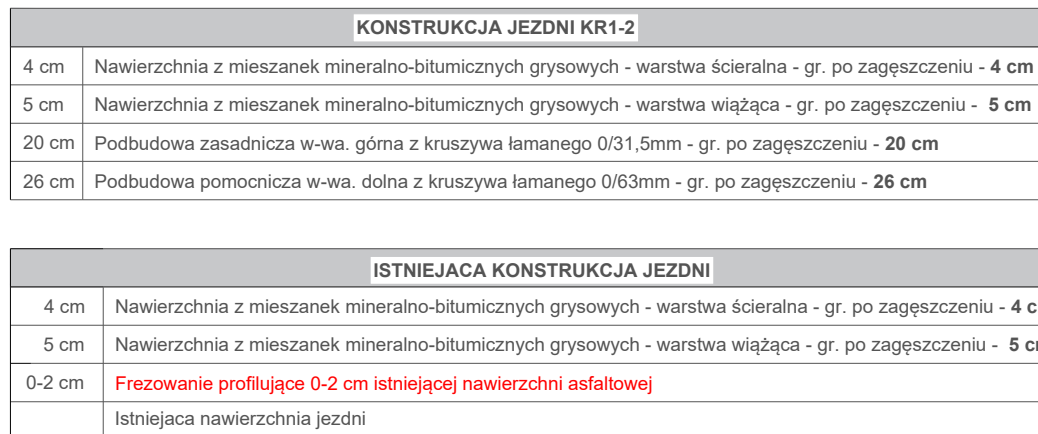 KONSTRUKCJA JEZDNI KR1-2
4 cm Nawierzchnia z mieszanek mineralno-bitumicznych grysowych - warstwa ścieralna - gr. po zagęszczeniu - 4 cm
5 cm Nawierzchnia z mieszanek mineralno-bitumicznych grysowych - warstwa wiążąca - gr. po zagęszczeniu - 5 cm
20 cm Podbudowa zasadnicza w-wa. górna z kruszywa łamanego 0/31,5mm - gr. po zagęszczeniu - 20 cm
26 cm Podbudowa pomocnicza w-wa. dolna z kruszywa łamanego 0/63mm - gr. po zagęszczeniu - 26 cm
ISTNIEJACA KONSTRUKCJA JEZDNI
4 cm Nawierzchnia z mieszanek mineralno-bitumicznych grysowych - warstwa ścieralna - gr. po zagęszczeniu - 4 c
5 cm Nawierzchnia z mieszanek mineralno-bitumicznych grysowych - warstwa wiążąca - gr. po zagęszczeniu - 5 c
0-2 cm Frezowanie profilujące 0-2 cm istniejącej nawierzchni asfaltowej
Istniejaca nawierzchnia jezdni